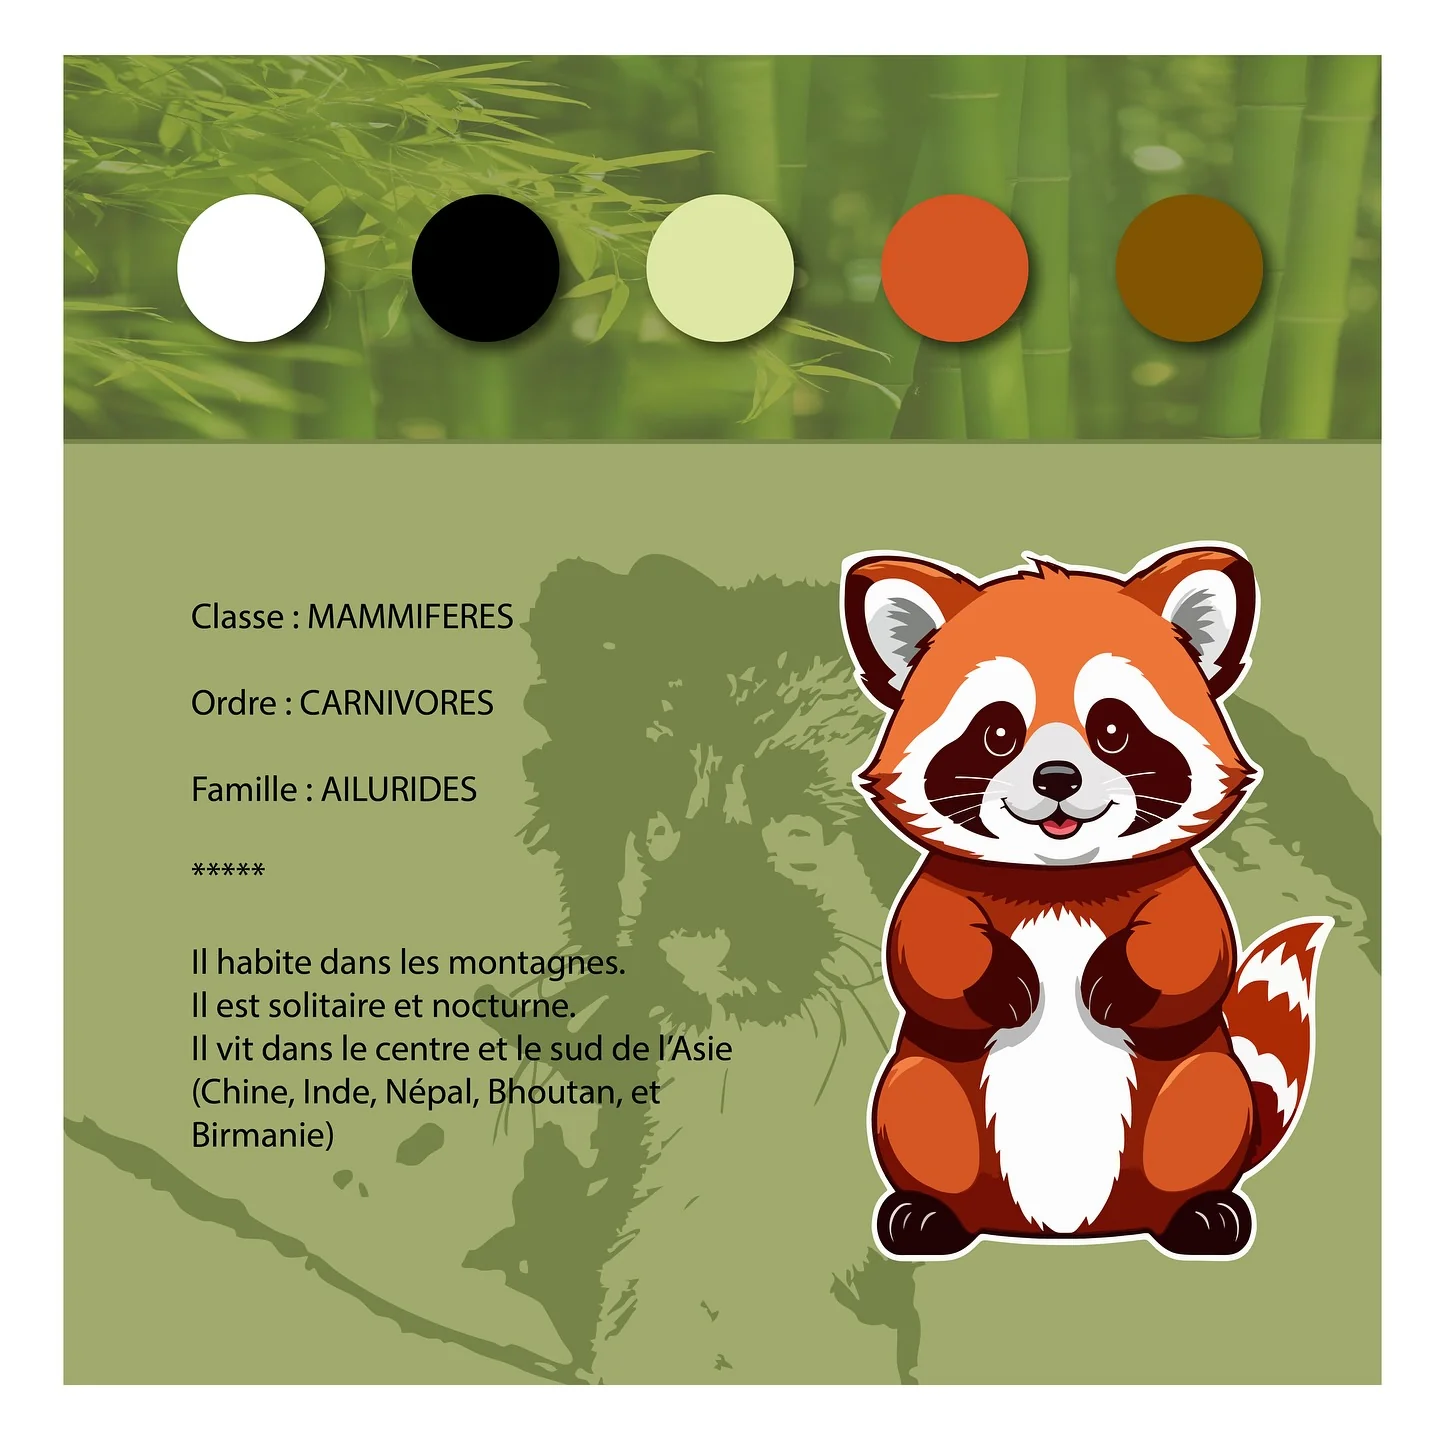 Classe : MAMMIFERES
Ordre : CARNIVORES
Famille : AILURIDES
*****
Il habite dans les montagnes.
Il est solitaire et nocturne.
Il vit dans le centre et le sud de l’Asie
(Chine, Inde, Népal, Bhoutan, et
Birmanie)